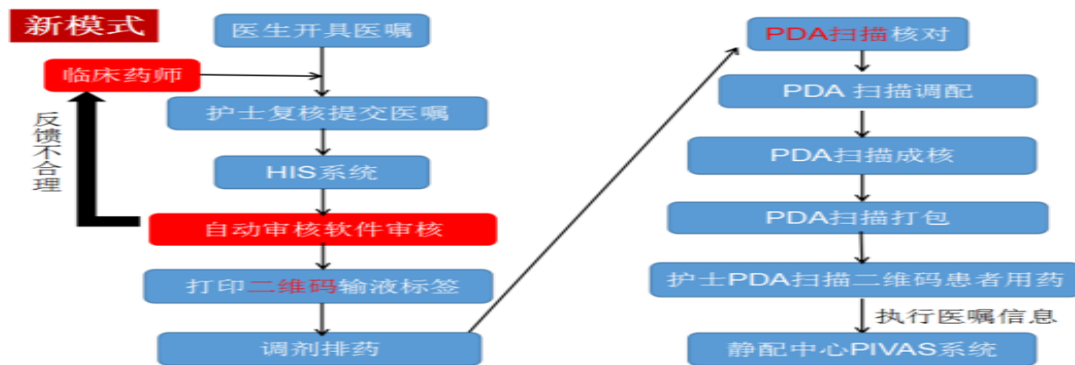 新模式
医生开具医嘱
临床药师
护士复核提交医嘱
反馈不合理
HIS系统
自动审核软件审核
打印二维码输液标签
调剂排药
PDA扫描核对
PDA 扫描调配
PDA扫描成核
PDA扫描打包
护士PDA扫描二维码患者用药
执行医嘱信息
静配中心PIVAS系统